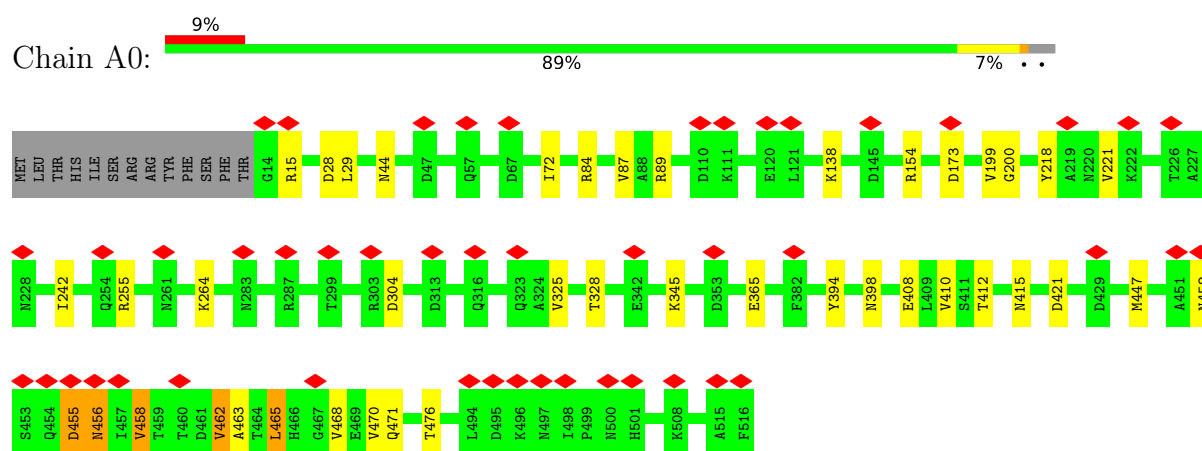 9%
Chain A0:
89% 7% • •
MET LEU THR HIS ILE SER ARG ARG TYR PHE SER PHE THR G14 R15 D28 L29 N44 D47 Q57 D67 I72 R84 V87 A88 R89 D110 K111 E120 L121 K138 D145 R154 D173 V199 G200 Y218 A219 N220 V221 K222 T226 A227
N228 I242 Q254 R255 N261 K264 N283 R287 T299 R303 D304 D313 Q316 Q323 A324 V325 T328 E342 K345 D353 E365 F382 Y394 N398 E408 L409 V410 S411 T412 N415 D421 D429 M447 A451
S453 Q454 D455 N456 I457 V458 T459 T460 D461 V462 A463 T464 L465 H466 G467 V468 E469 V470 Q471 T476 L494 D495 K496 N497 I498 P499 N500 H501 K508 A515 F516